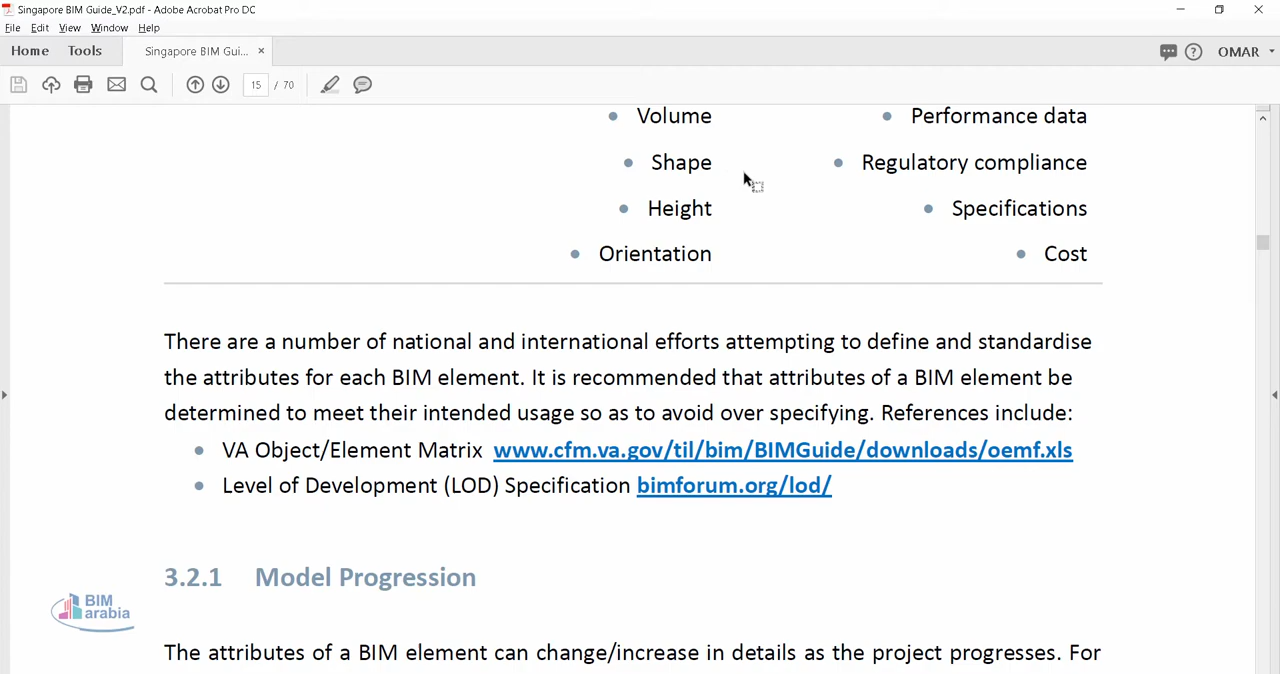 Singapore BIM Guide_V2.pdf - Adobe Acrobat Pro DC
File Edit View Window Help
Home Tools Singapore BIM Gui... × OMAR
15 / 70
• Volume • Performance data
• Shape • Regulatory compliance
• Height • Specifications
• Orientation • Cost
There are a number of national and international efforts attempting to define and standardise
the attributes for each BIM element. It is recommended that attributes of a BIM element be
determined to meet their intended usage so as to avoid over specifying. References include:
• VA Object/Element Matrix www.cfm.va.gov/til/bim/BIMGuide/downloads/oemf.xls
• Level of Development (LOD) Specification bimforum.org/lod/
3.2.1 Model Progression
BIM
arabia
The attributes of a BIM element can change/increase in details as the project progresses. For